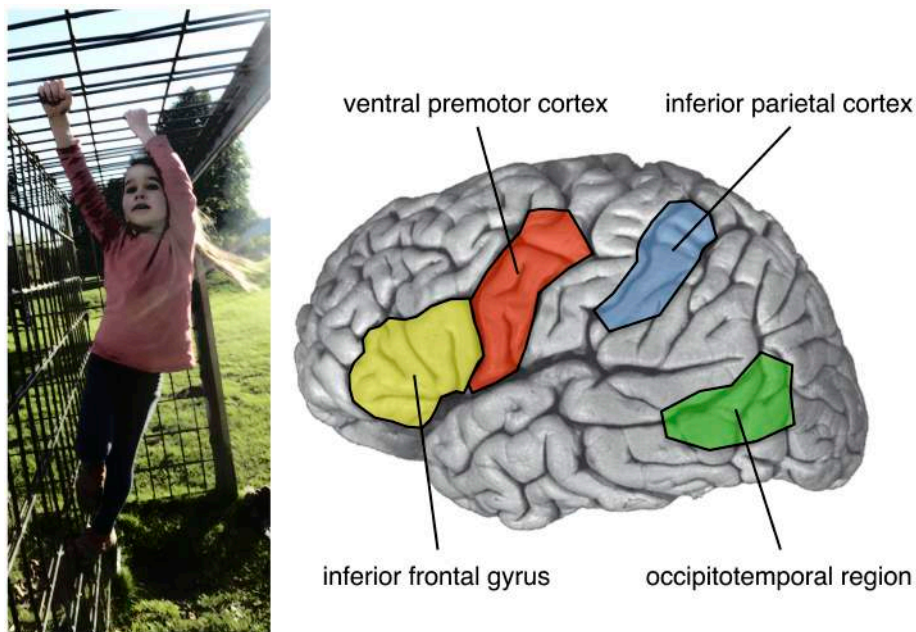 ventral premotor cortex
inferior parietal cortex
inferior frontal gyrus
occipitotemporal region